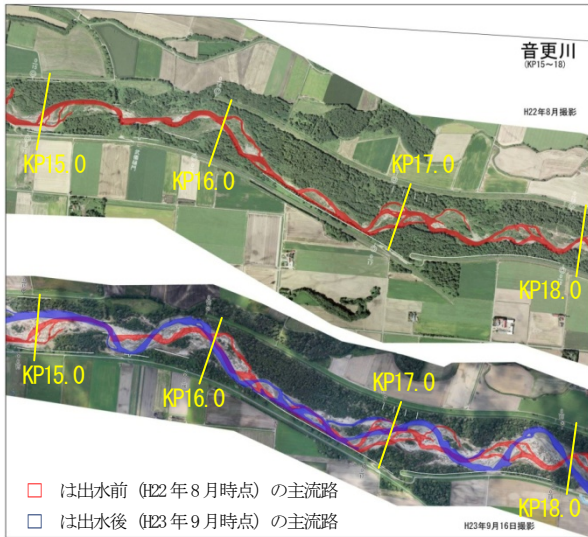 音更川
(KP15～18)
H22年8月撮影
KP15.0
KP16.0
KP17.0
KP18.0
KP15.0
KP16.0
KP17.0
KP18.0
□ は出水前（H22年8月時点）の主流路
□ は出水後（H23年9月時点）の主流路
H23年9月16日撮影